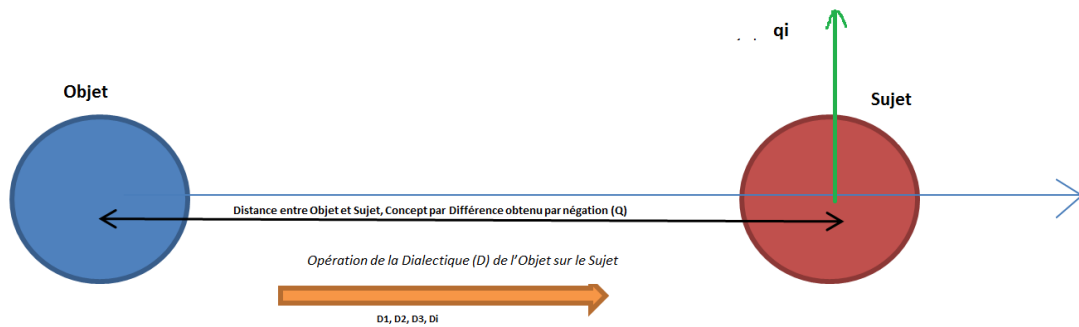 qi
Objet
Sujet
Distance entre Objet et Sujet, Concept par Différence obtenu par négation (Q)
Opération de la Dialectique (D) de l’Objet sur le Sujet
D1, D2, D3, Di